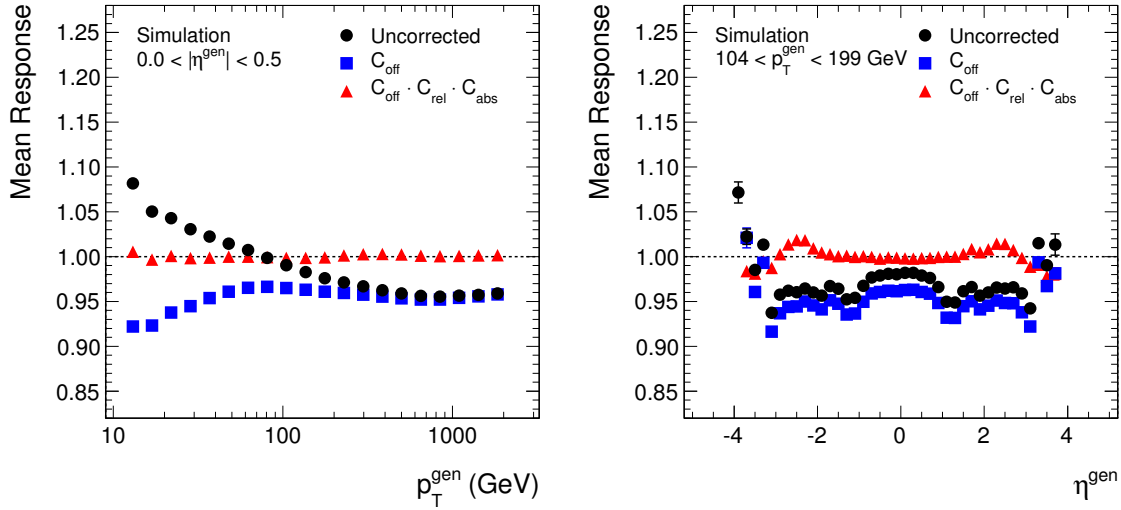 Mean Response
1.25
1.20
1.15
1.10
1.05
1.00
0.95
0.90
0.85
Simulation
0.0 < |η^gen| < 0.5
Uncorrected
C_off
C_off · C_rel · C_abs
10
100
1000
p_T^gen (GeV)
Mean Response
1.25
1.20
1.15
1.10
1.05
1.00
0.95
0.90
0.85
Simulation
104 < p_T^gen < 199 GeV
Uncorrected
C_off
C_off · C_rel · C_abs
-4
-2
0
2
4
η^gen